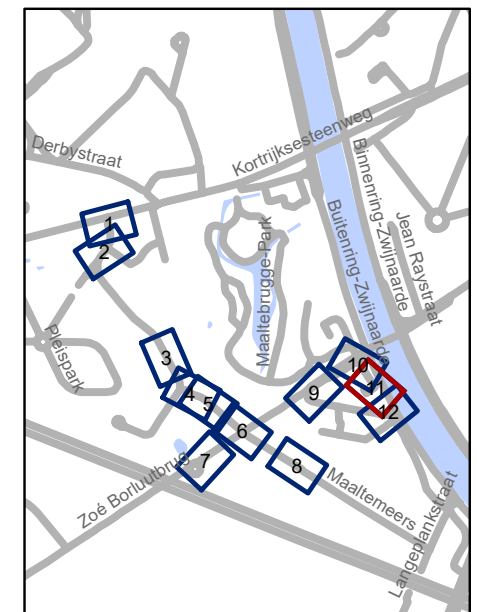 Derbystraat
Kortrijksesteenweg
Binnenring-Zwijnaarde
Jean Raystraat
Buitenring-Zwijnaarde
Maaltebrugge-Park
1
2
Pleispark
3
4
5
6
7
8
9
10
11
12
Zoé Borluutbrug
Maaltemeers
Langeplankstraat